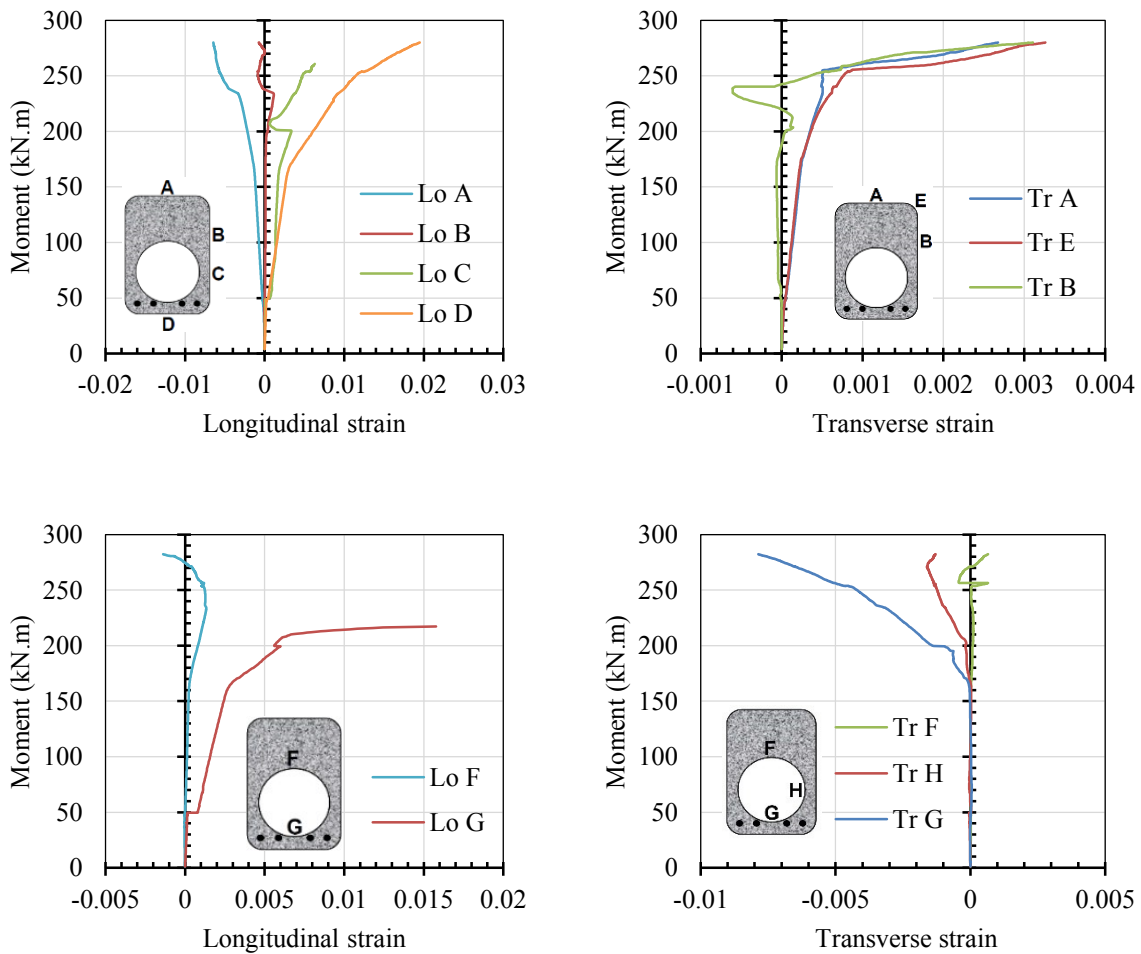 300
250
200
150
100
50
0
Moment (kN.m)
A
B
C
D
Lo A
Lo B
Lo C
Lo D
-0.02 -0.01 0 0.01 0.02 0.03
Longitudinal strain
300
250
200
150
100
50
0
Moment (kN.m)
A E
B
Tr A
Tr E
Tr B
-0.001 0 0.001 0.002 0.003 0.004
Transverse strain
300
250
200
150
100
50
0
Moment (kN.m)
F
G
Lo F
Lo G
-0.005 0 0.005 0.01 0.015 0.02
Longitudinal strain
300
250
200
150
100
50
0
Moment (kN.m)
F
H
G
Tr F
Tr H
Tr G
-0.01 -0.005 0 0.005
Transverse strain